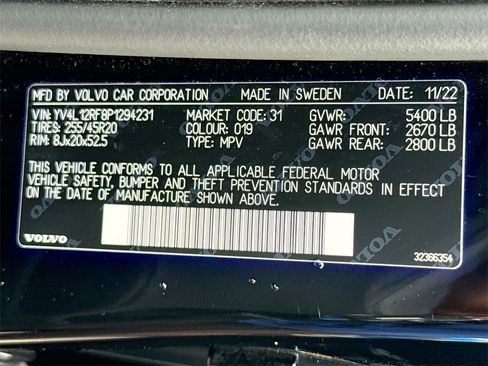 MFD BY VOLVO CAR CORPORATION MADE IN SWEDEN DATE: 11/22
VIN: YV4L12RF8P1294231 MARKET CODE: 31 GVWR: 5400 LB
TIRES: 255/45R20 COLOUR: 019 GAWR FRONT: 2670 LB
RIM: 8Jx20x52.5 TYPE: MPV GAWR REAR: 2800 LB
THIS VEHICLE CONFORMS TO ALL APPLICABLE FEDERAL MOTOR
VEHICLE SAFETY, BUMPER AND THEFT PREVENTION STANDARDS IN EFFECT
ON THE DATE OF MANUFACTURE SHOWN ABOVE.
VOLVO 32366354